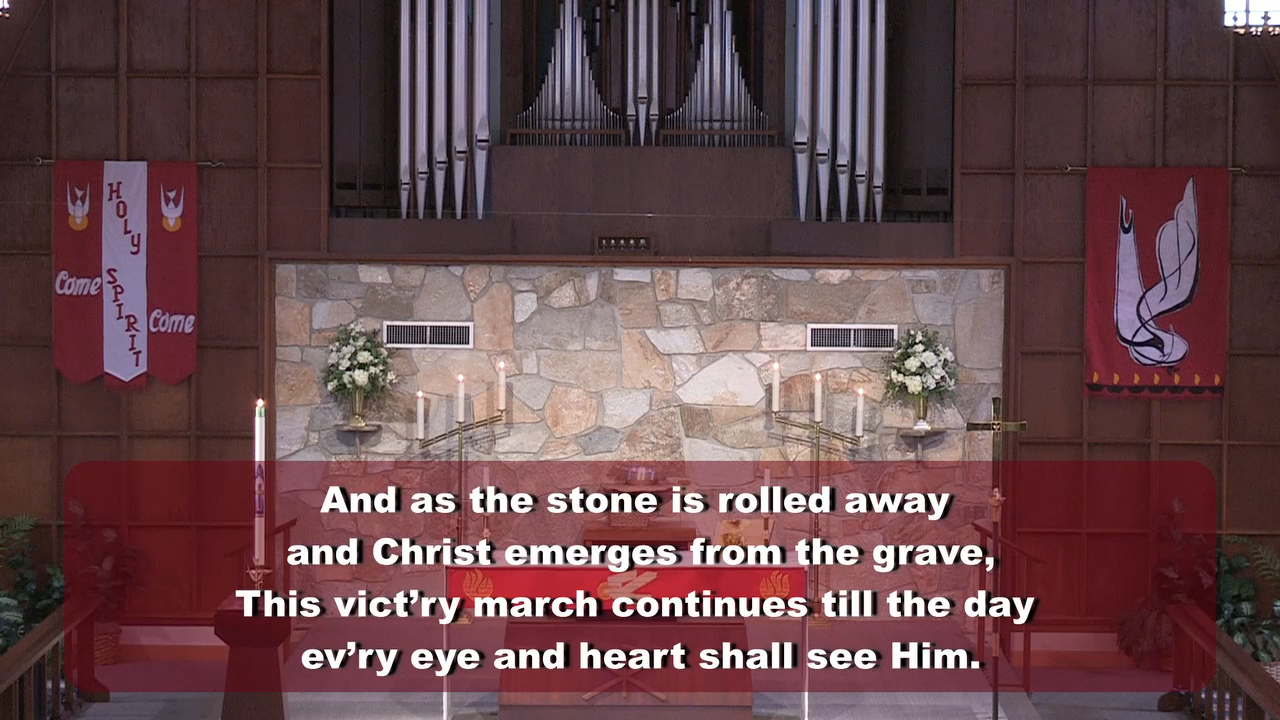 HOLY
SPIRIT
Come
Come
And as the stone is rolled away
and Christ emerges from the grave,
This vict’ry march continues till the day
ev’ry eye and heart shall see Him.